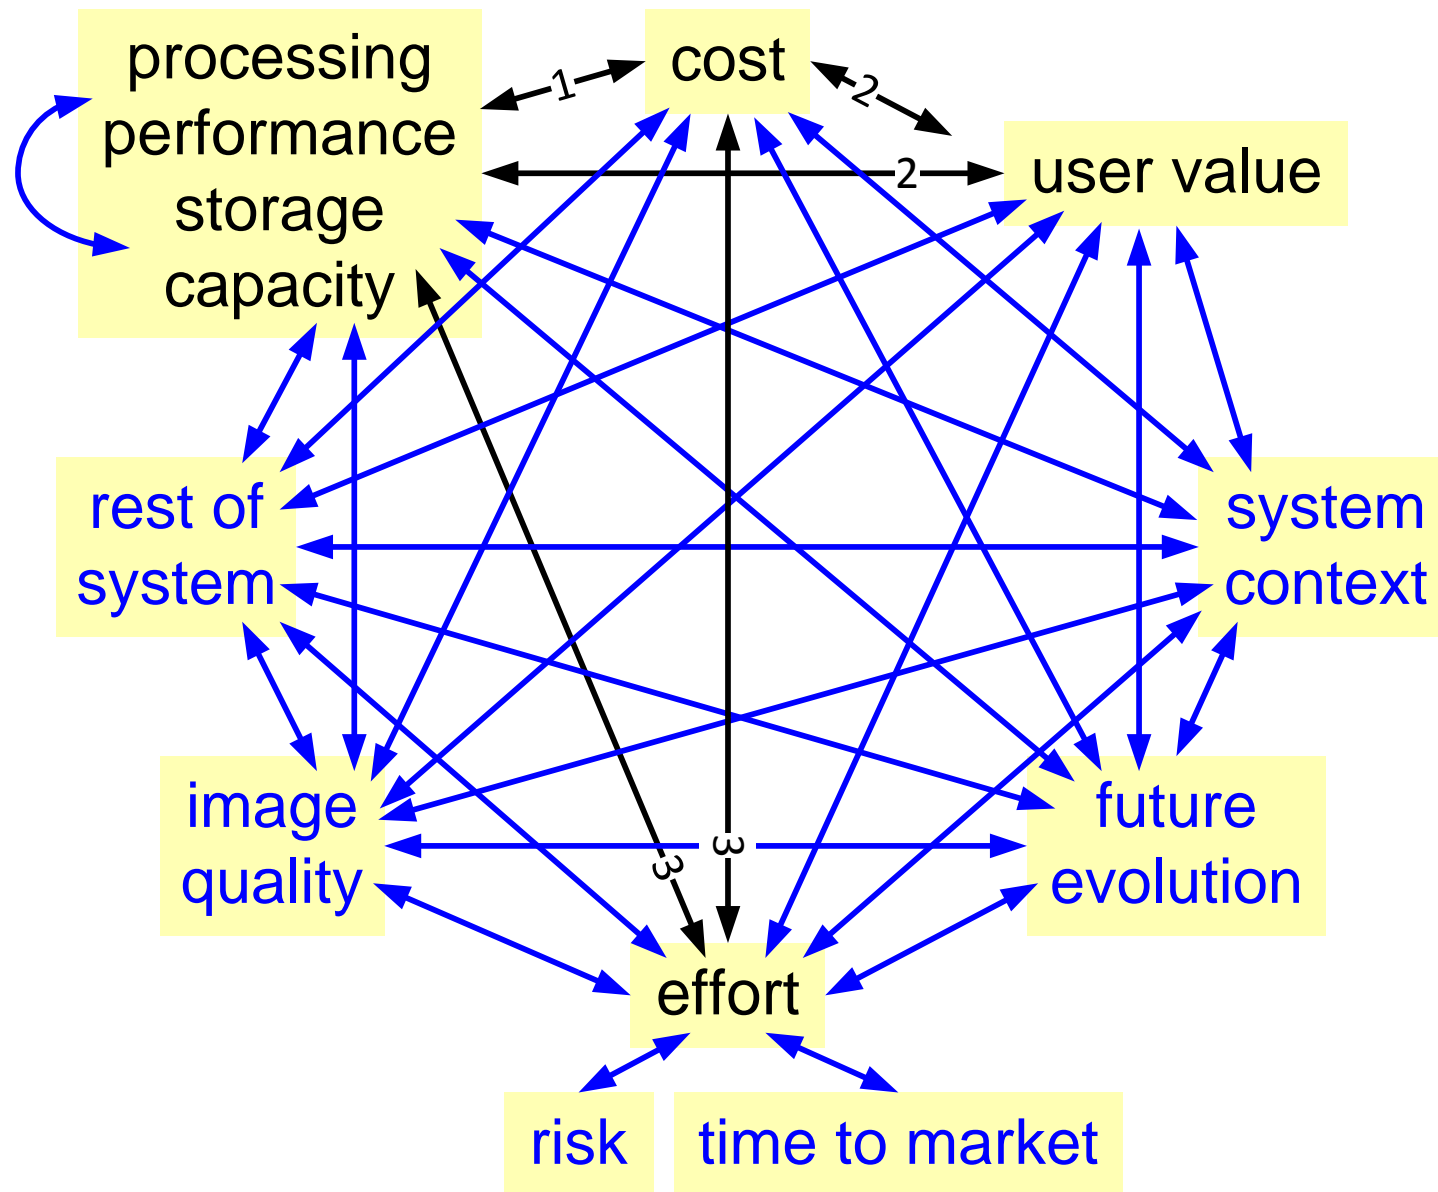 processing
performance
storage
capacity
1
cost
2
2
user value
rest of
system
system
context
image
quality
3
3
future
evolution
effort
risk
time to market